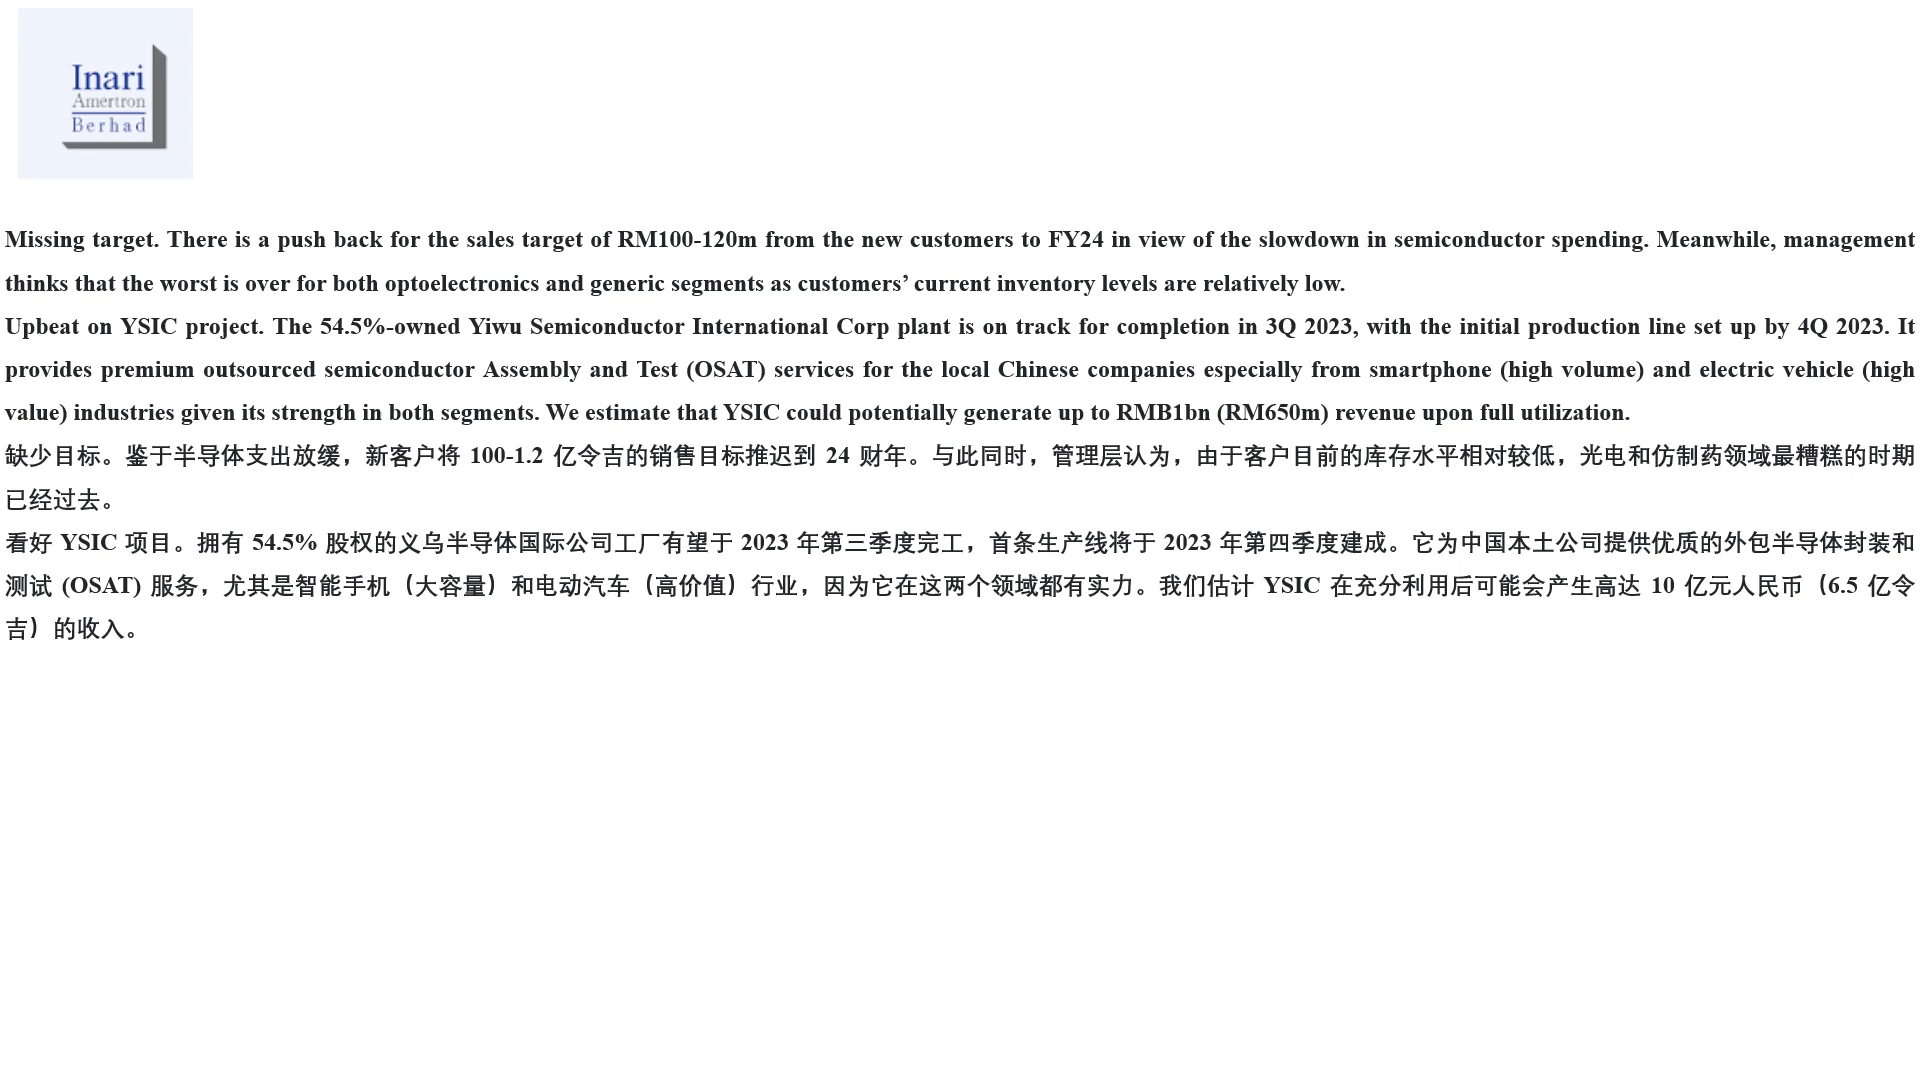 Inari
Amertron
Berhad
Missing target. There is a push back for the sales target of RM100-120m from the new customers to FY24 in view of the slowdown in semiconductor spending. Meanwhile, management
thinks that the worst is over for both optoelectronics and generic segments as customers’ current inventory levels are relatively low.
Upbeat on YSIC project. The 54.5%-owned Yiwu Semiconductor International Corp plant is on track for completion in 3Q 2023, with the initial production line set up by 4Q 2023. It
provides premium outsourced semiconductor Assembly and Test (OSAT) services for the local Chinese companies especially from smartphone (high volume) and electric vehicle (high
value) industries given its strength in both segments. We estimate that YSIC could potentially generate up to RMB1bn (RM650m) revenue upon full utilization.
缺少目标。鉴于半导体支出放缓，新客户将 100-1.2 亿令吉的销售目标推迟到 24 财年。与此同时，管理层认为，由于客户目前的库存水平相对较低，光电和仿制药领域最糟糕的时期
已经过去。
看好 YSIC 项目。拥有 54.5% 股权的义乌半导体国际公司工厂有望于 2023 年第三季度完工，首条生产线将于 2023 年第四季度建成。它为中国本土公司提供优质的外包半导体封装和
测试 (OSAT) 服务，尤其是智能手机（大容量）和电动汽车（高价值）行业，因为它在这两个领域都有实力。我们估计 YSIC 在充分利用后可能会产生高达 10 亿元人民币（6.5 亿令
吉）的收入。